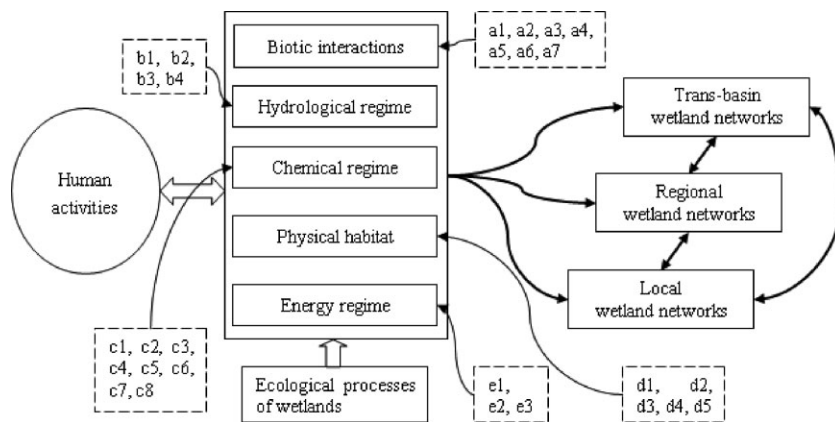 b1, b2,
b3, b4
Biotic interactions
a1, a2, a3, a4,
a5, a6, a7
Hydrological regime
Chemical regime
Physical habitat
Energy regime
Human
activities
Trans-basin
wetland networks
Regional
wetland networks
Local
wetland networks
c1, c2, c3,
c4, c5, c6,
c7, c8
Ecological processes
of wetlands
e1,
e2, e3
d1, d2,
d3, d4, d5